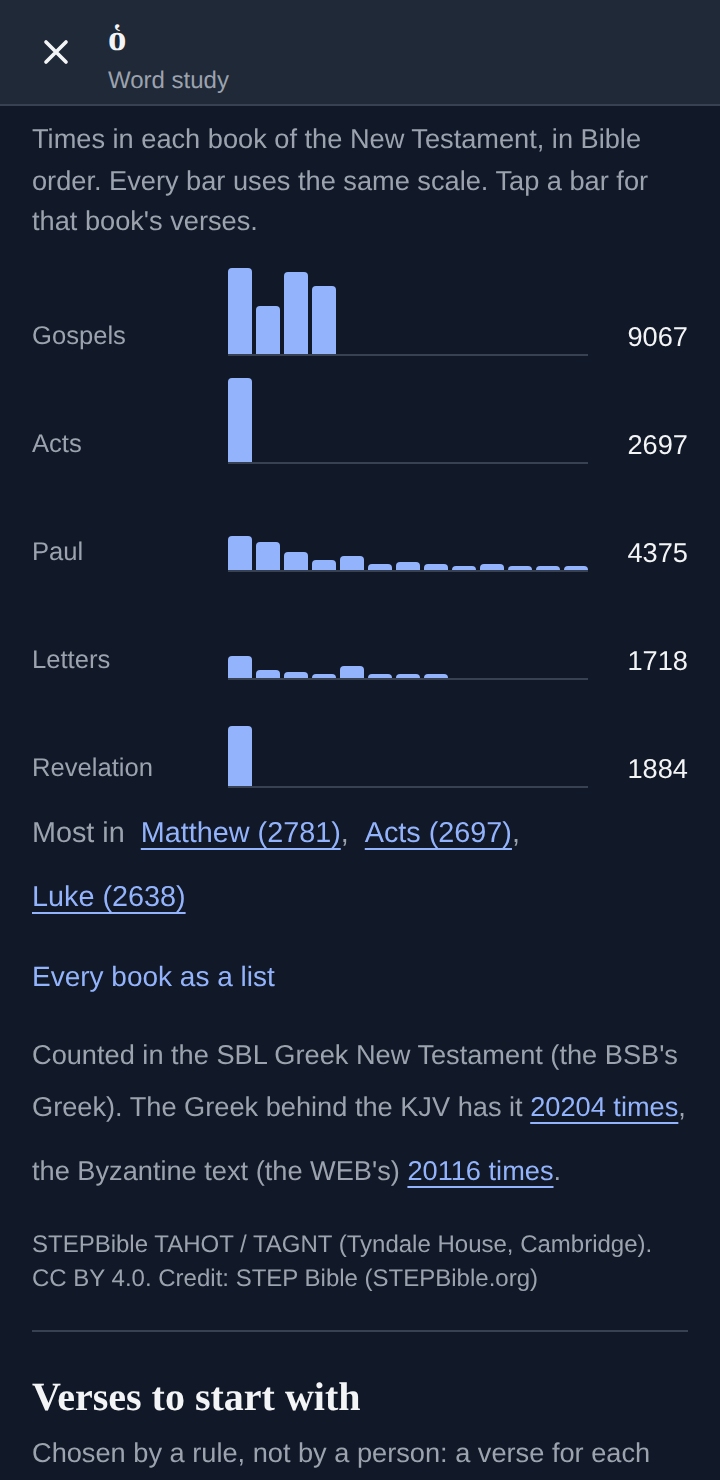 ὁ
Word study
Times in each book of the New Testament, in Bible
order. Every bar uses the same scale. Tap a bar for
that book's verses.
Gospels 9067
Acts 2697
Paul 4375
Letters 1718
Revelation 1884
Most in Matthew (2781), Acts (2697),
Luke (2638)
Every book as a list
Counted in the SBL Greek New Testament (the BSB's
Greek). The Greek behind the KJV has it 20204 times,
the Byzantine text (the WEB's) 20116 times.
STEPBible TAHOT / TAGNT (Tyndale House, Cambridge).
CC BY 4.0. Credit: STEP Bible (STEPBible.org)
Verses to start with
Chosen by a rule, not by a person: a verse for each